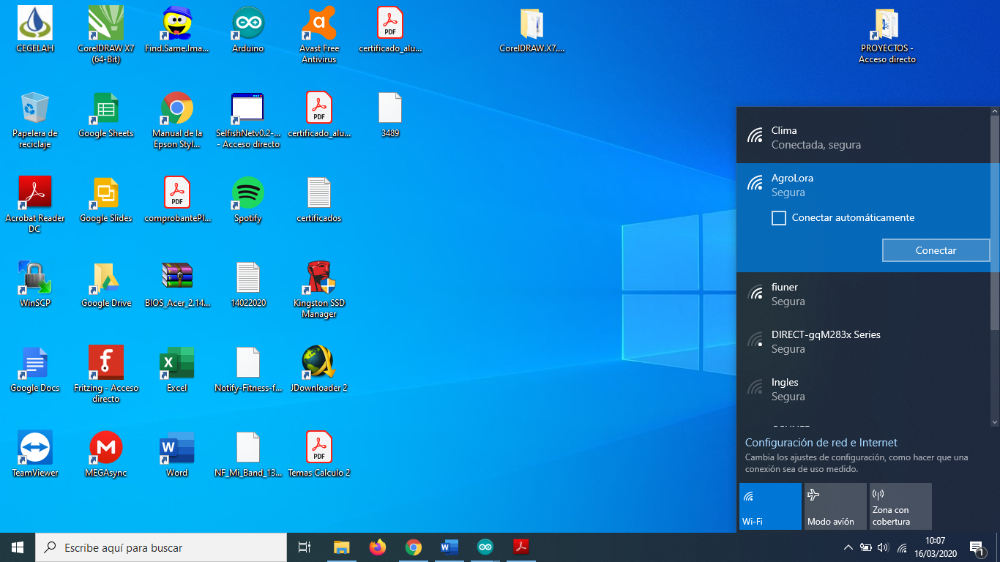 CEGELAH
CorelDRAW X7
(64-Bit)
Find.Same.Ima...
Arduino
Avast Free
Antivirus
certificado_alu...
CorelDRAW.X7....
PROYECTOS -
Acceso directo
Papelera de
reciclaje
Google Sheets
Manual de la
Epson Styl...
SelfishNetv0.2-...
- Acceso directo
certificado_alu...
3489
Acrobat Reader
DC
Google Slides
comprobantePl...
Spotify
certificados
WinSCP
Google Drive
BIOS_Acer_2.14...
14022020
Kingston SSD
Manager
Google Docs
Fritzing - Acceso
directo
Excel
Notify-Fitness-f...
JDownloader 2
TeamViewer
MEGAsync
Word
NF_Mi_Band_13...
Temas Calculo 2
PDF
PDF
PDF
PDF
Clima
Conectada, segura
AgroLora
Segura
Conectar automáticamente
Conectar
fiuner
Segura
DIRECT-gqM283x Series
Segura
Ingles
Segura
Configuración de red e Internet
Cambia los ajustes de configuración, como hacer que una
conexión sea de uso medido.
Wi-Fi
Modo avión
Zona con
cobertura
Escribe aquí para buscar
10:07
16/03/2020
1